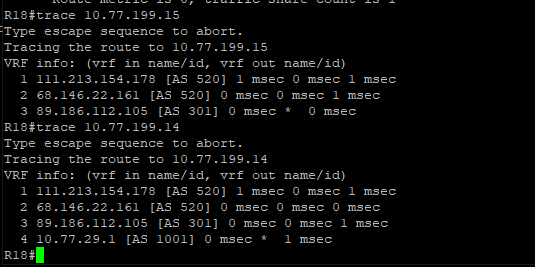 Route metric is 0, traffic share count is 1
R18#trace 10.77.199.15
Type escape sequence to abort.
Tracing the route to 10.77.199.15
VRF info: (vrf in name/id, vrf out name/id)
1 111.213.154.178 [AS 520] 1 msec 0 msec 1 msec
2 68.146.22.161 [AS 520] 0 msec 0 msec 1 msec
3 89.186.112.105 [AS 301] 0 msec * 0 msec
R18#trace 10.77.199.14
Type escape sequence to abort.
Tracing the route to 10.77.199.14
VRF info: (vrf in name/id, vrf out name/id)
1 111.213.154.178 [AS 520] 1 msec 0 msec 1 msec
2 68.146.22.161 [AS 520] 0 msec 0 msec 0 msec
3 89.186.112.105 [AS 301] 0 msec 0 msec 1 msec
4 10.77.29.1 [AS 1001] 0 msec * 1 msec
R18#